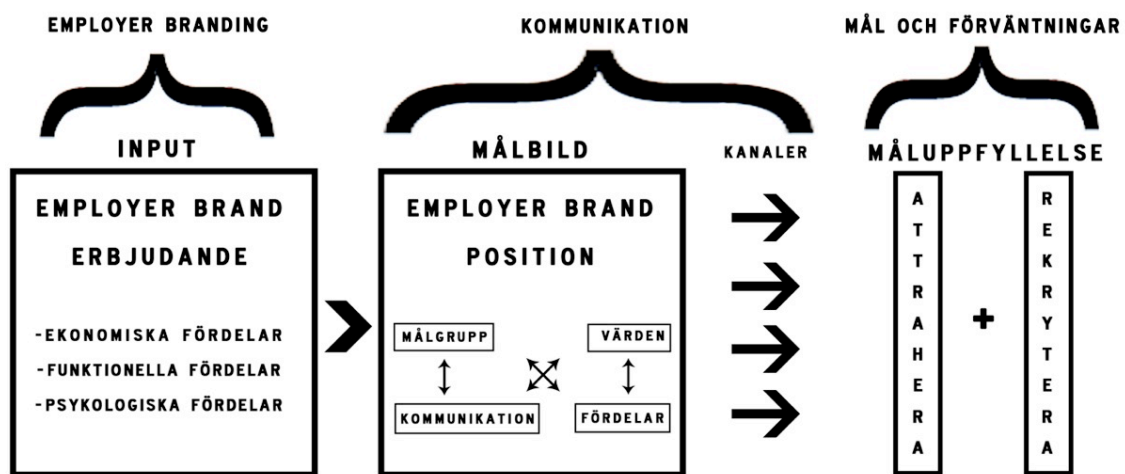 EMPLOYER BRANDING
KOMMUNIKATION
MÅL OCH FÖRVÄNTNINGAR
INPUT
MÅLBILD
KANALER
MÅLUPPFYLLELSE
EMPLOYER BRAND
ERBJUDANDE
-EKONOMISKA FÖRDELAR
-FUNKTIONELLA FÖRDELAR
-PSYKOLOGISKA FÖRDELAR
EMPLOYER BRAND
POSITION
MÅLGRUPP
VÄRDEN
KOMMUNIKATION
FÖRDELAR
ATTRAHERA
+
REKRYTERA